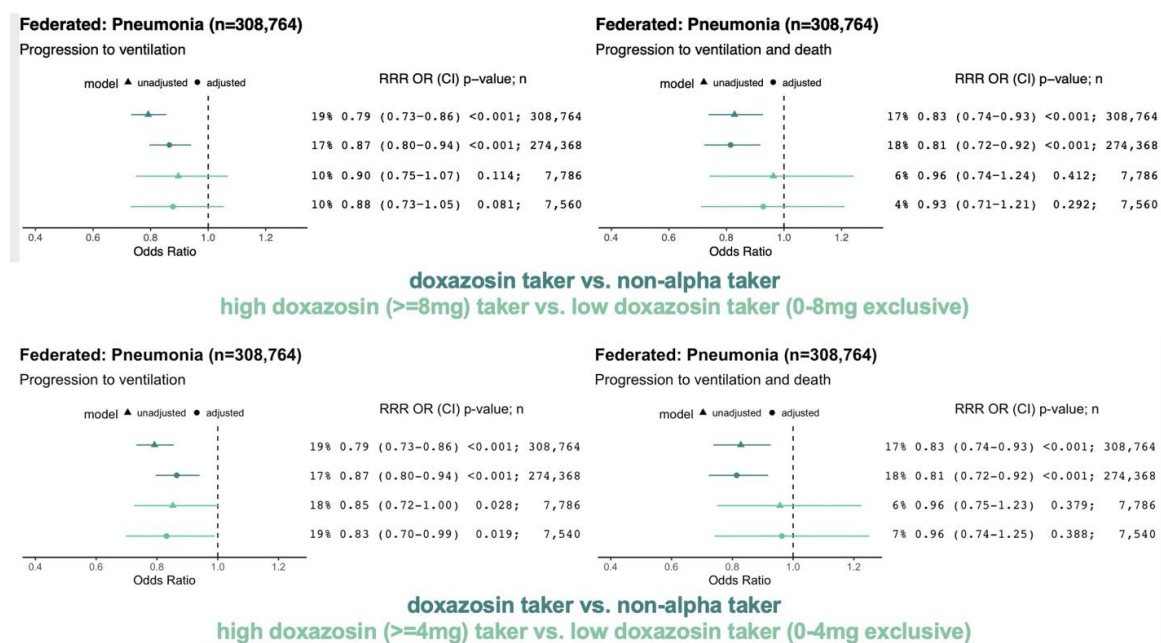 Federated: Pneumonia (n=308,764)
Progression to ventilation
model ▲ unadjusted ● adjusted
RRR OR (CI) p−value; n
19% 0.79 (0.73−0.86) <0.001; 308,764
17% 0.87 (0.80−0.94) <0.001; 274,368
10% 0.90 (0.75−1.07) 0.114; 7,786
10% 0.88 (0.73−1.05) 0.081; 7,560
0.4 0.6 0.8 1.0 1.2
Odds Ratio
Federated: Pneumonia (n=308,764)
Progression to ventilation and death
model ▲ unadjusted ● adjusted
RRR OR (CI) p−value; n
17% 0.83 (0.74−0.93) <0.001; 308,764
18% 0.81 (0.72−0.92) <0.001; 274,368
6% 0.96 (0.74−1.24) 0.412; 7,786
4% 0.93 (0.71−1.21) 0.292; 7,560
0.4 0.6 0.8 1.0 1.2
Odds Ratio
doxazosin taker vs. non-alpha taker
high doxazosin (>=8mg) taker vs. low doxazosin taker (0-8mg exclusive)
Federated: Pneumonia (n=308,764)
Progression to ventilation
model ▲ unadjusted ● adjusted
RRR OR (CI) p-value; n
19% 0.79 (0.73-0.86) <0.001; 308,764
17% 0.87 (0.80-0.94) <0.001; 274,368
18% 0.85 (0.72-1.00) 0.028; 7,786
19% 0.83 (0.70-0.99) 0.019; 7,540
0.4 0.6 0.8 1.0 1.2
Odds Ratio
Federated: Pneumonia (n=308,764)
Progression to ventilation and death
model ▲ unadjusted ● adjusted
RRR OR (CI) p-value; n
17% 0.83 (0.74-0.93) <0.001; 308,764
18% 0.81 (0.72-0.92) <0.001; 274,368
6% 0.96 (0.75-1.23) 0.379; 7,786
7% 0.96 (0.74-1.25) 0.388; 7,540
0.4 0.6 0.8 1.0 1.2
Odds Ratio
doxazosin taker vs. non-alpha taker
high doxazosin (>=4mg) taker vs. low doxazosin taker (0-4mg exclusive)